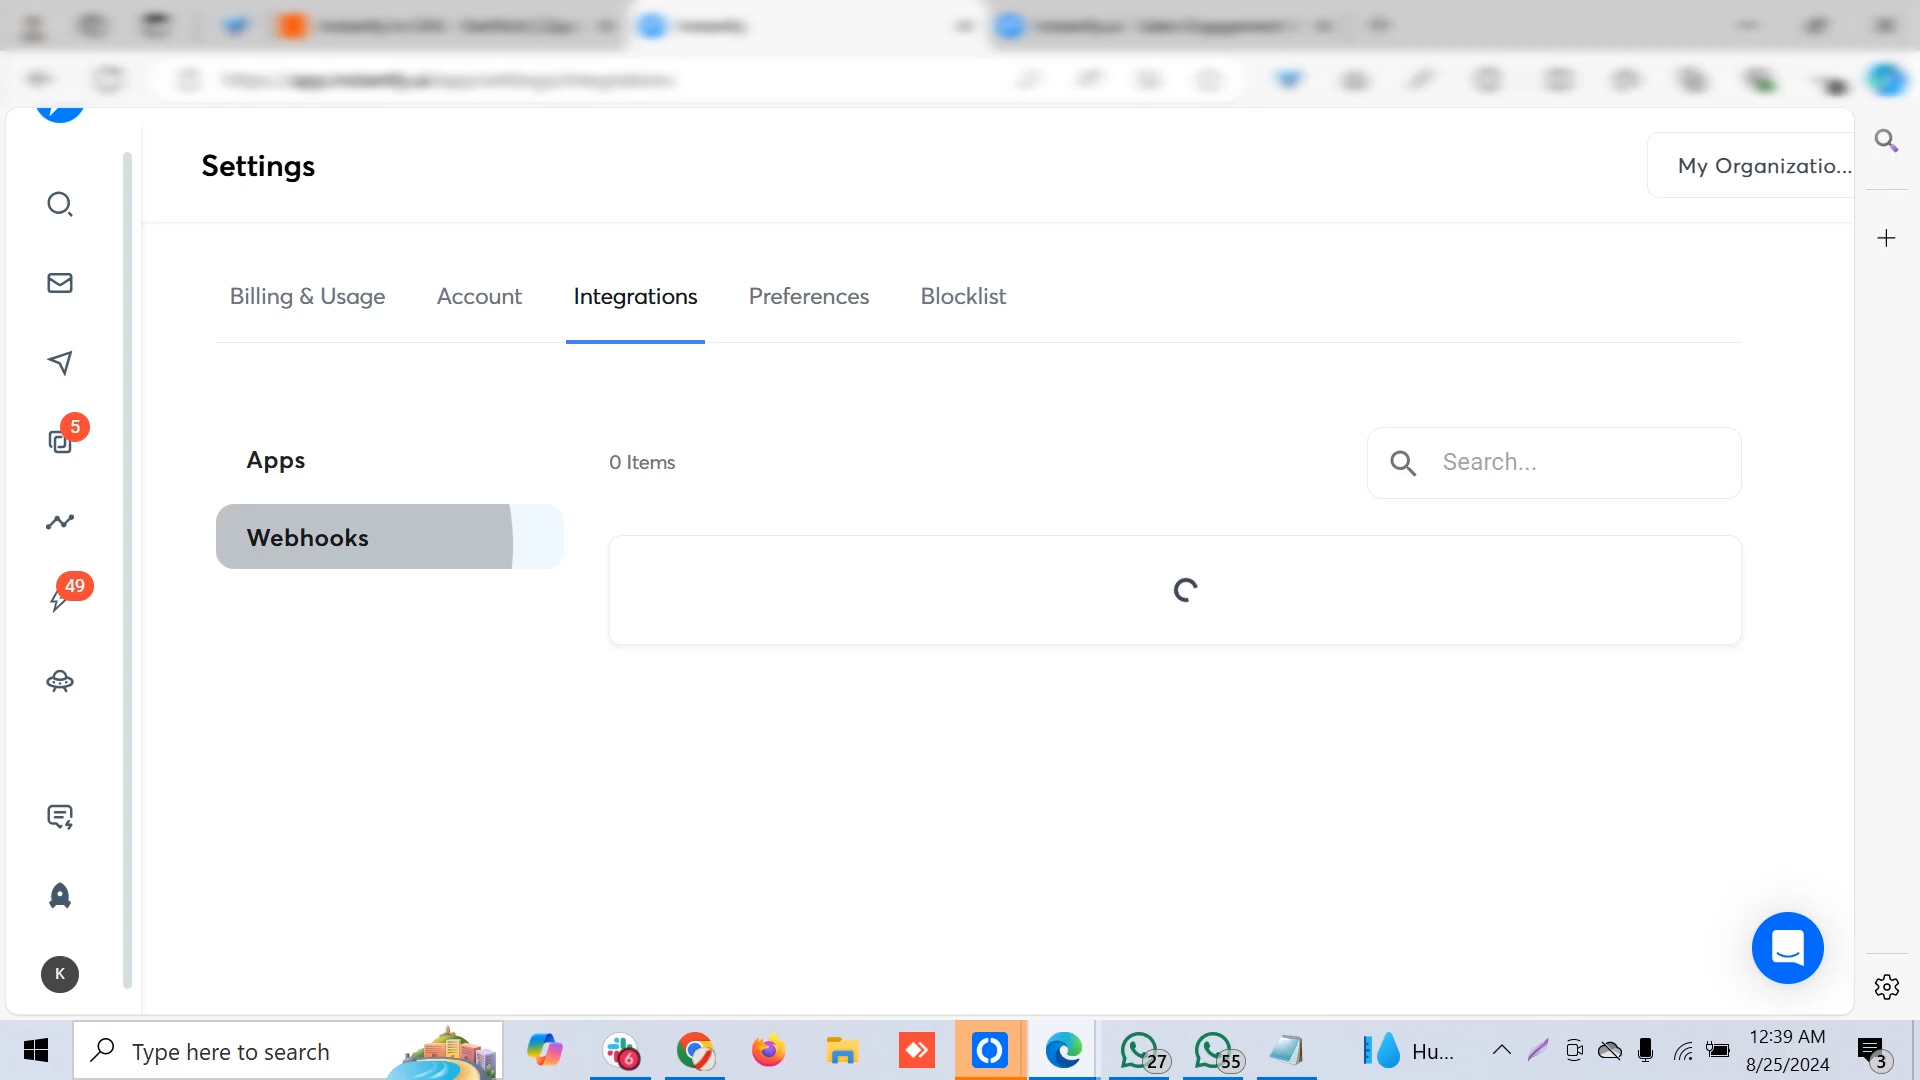 Settings
My Organizatio...
Billing & Usage
Account
Integrations
Preferences
Blocklist
5
Apps
0 Items
Search...
Webhooks
49
K
Type here to search
6
27
55
Hu...
12:39 AM
8/25/2024
3